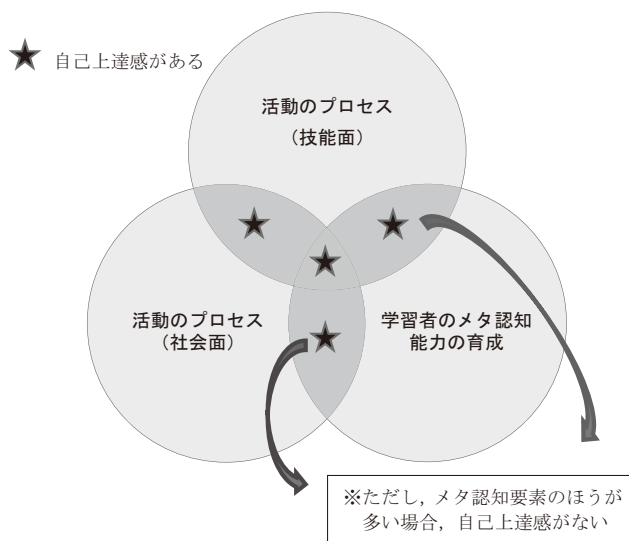 ★ 自己上達感がある
活動のプロセス
（技能面）
活動のプロセス
（社会面）
学習者のメタ認知
能力の育成
※ただし，メタ認知要素のほうが
多い場合，自己上達感がない